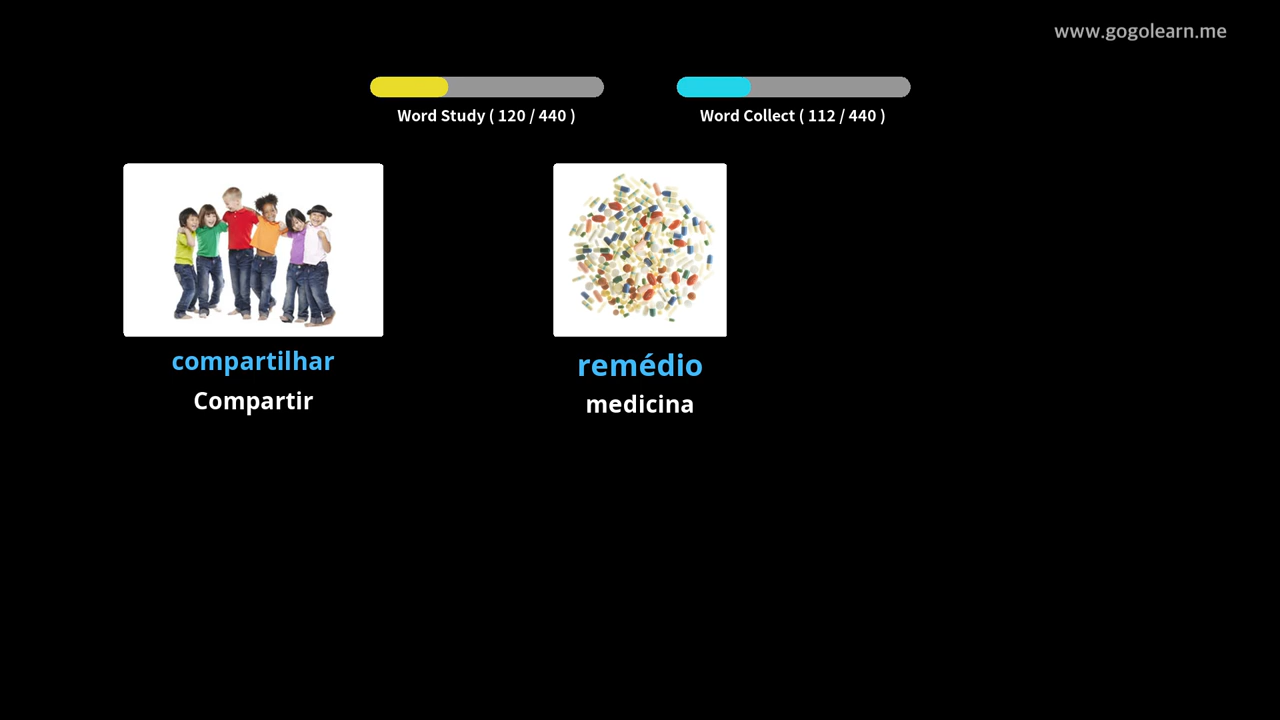 www.gogolearn.me
Word Study ( 120 / 440 )
Word Collect ( 112 / 440 )
compartilhar
Compartir
remédio
medicina